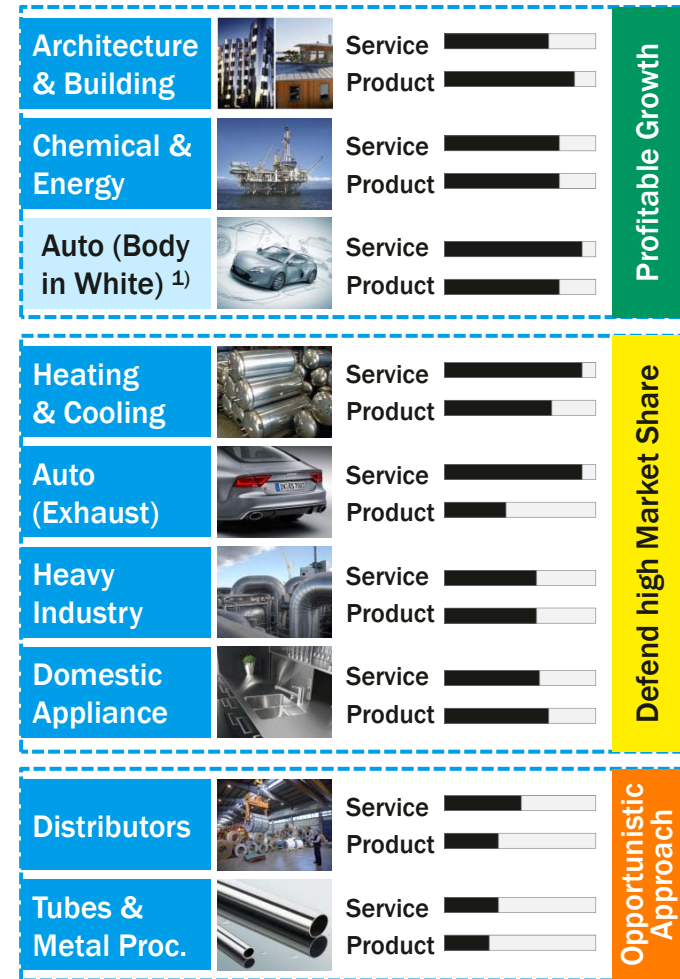 Architecture
& Building
Service
Product
Chemical &
Energy
Service
Product
Auto (Body
in White) 1)
Service
Product
Profitable Growth
Heating
& Cooling
Service
Product
Auto
(Exhaust)
Service
Product
Heavy
Industry
Service
Product
Domestic
Appliance
Service
Product
Defend high Market Share
Distributors
Service
Product
Tubes &
Metal Proc.
Service
Product
Opportunistic
Approach